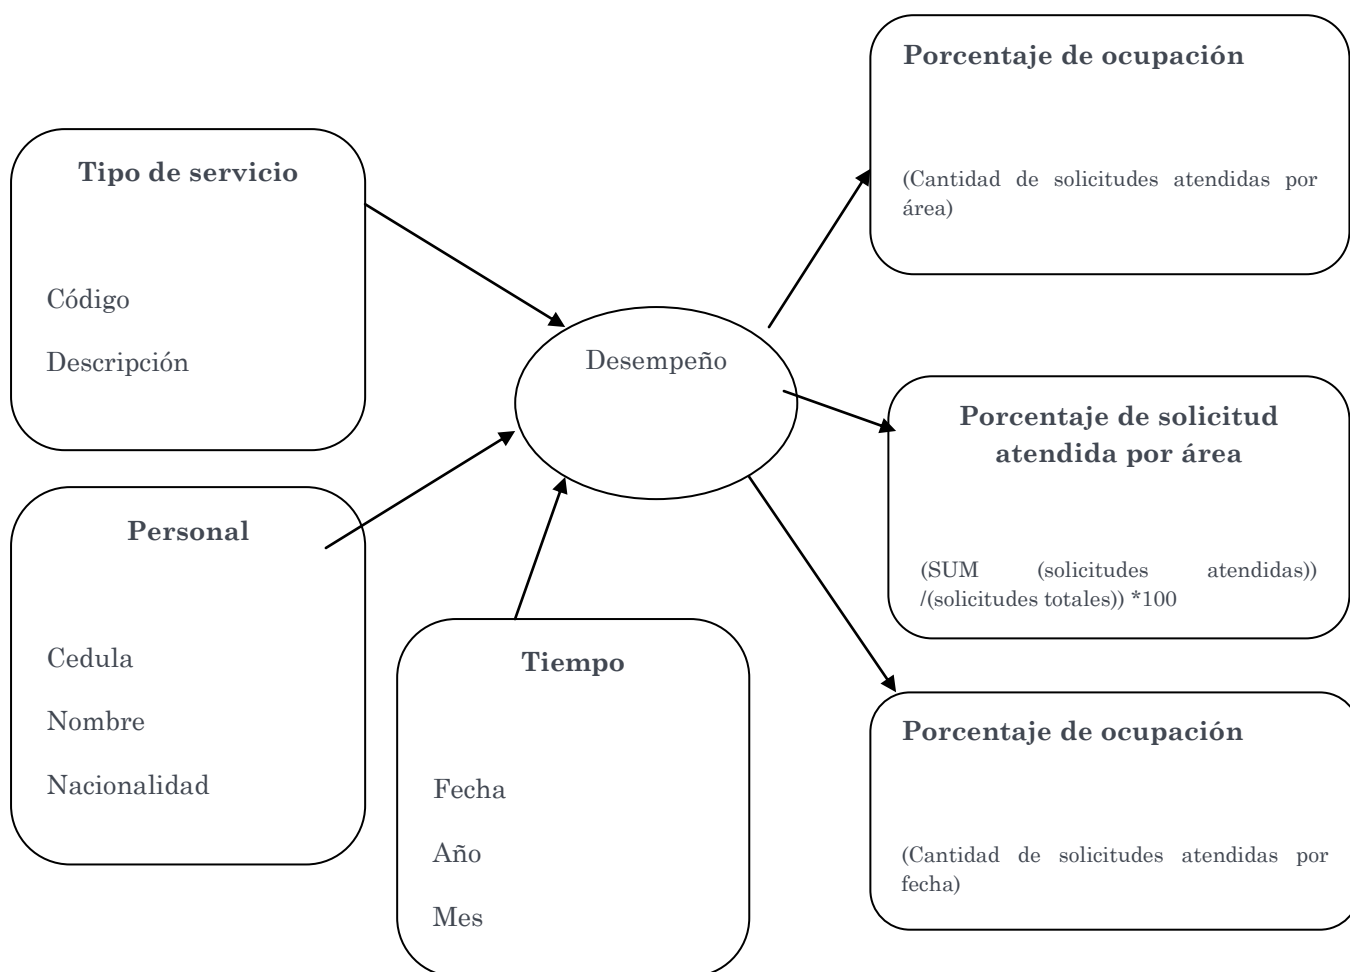 Porcentaje de ocupación
(Cantidad de solicitudes atendidas por
área)
Tipo de servicio
Código
Descripción
Desempeño
Porcentaje de solicitud
atendida por área
(SUM (solicitudes atendidas))
/(solicitudes totales)) *100
Personal
Cedula
Nombre
Nacionalidad
Tiempo
Fecha
Año
Mes
Porcentaje de ocupación
(Cantidad de solicitudes atendidas por
fecha)